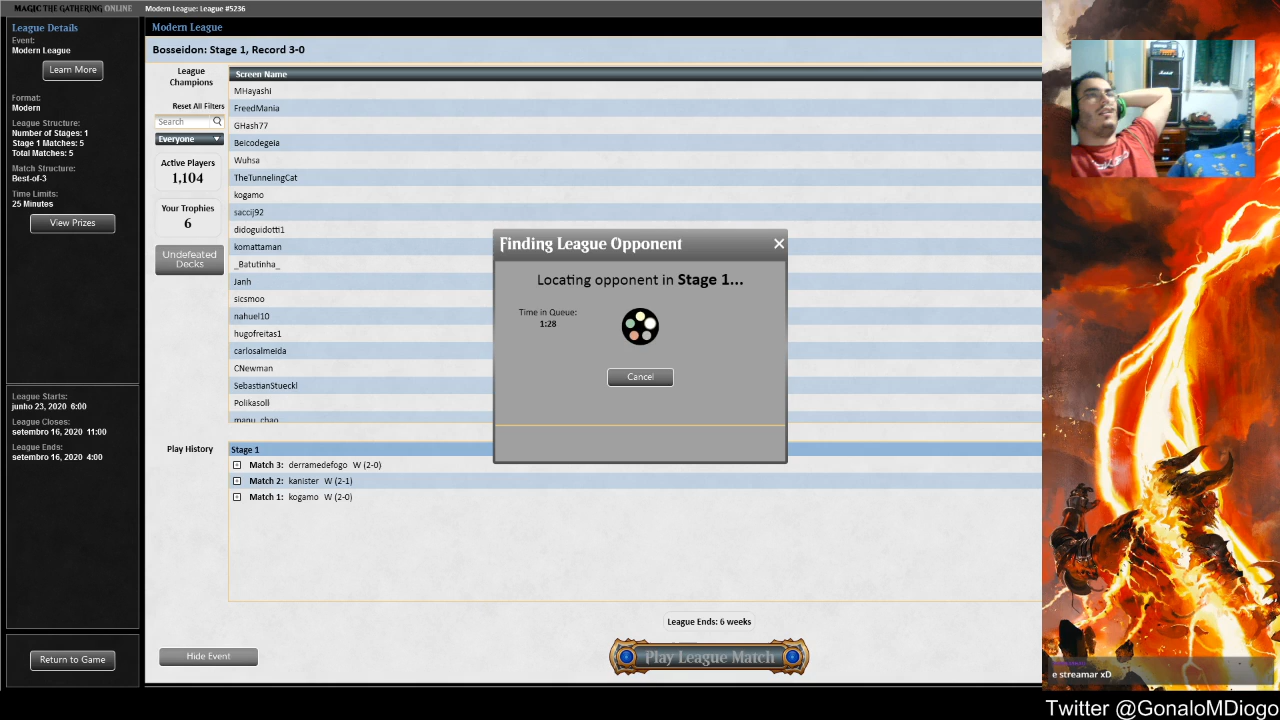 MAGIC THE GATHERING ONLINE
Modern League: League #5236
League Details
Event:
Modern League
Learn More
Format:
Modern
League Structure:
Number of Stages: 1
Stage 1 Matches: 5
Total Matches: 5
Match Structure:
Best-of-3
Time Limits:
25 Minutes
View Prizes
League Starts:
junho 23, 2020 6:00
League Closes:
setembro 16, 2020 11:00
League Ends:
setembro 16, 2020 4:00
Return to Game
Modern League
Bosseidon: Stage 1, Record 3-0
League
Champions
Reset All Filters
Search
Everyone
Active Players
1,104
Your Trophies
6
Undefeated
Decks
Screen Name
MHayashi
FreedMania
GHash77
Beicodegeia
Wuhsa
TheTunnelingCat
kogamo
saccij92
didoguidotti1
komattaman
_Batutinha_
Janh
sicsmoo
nahuel10
hugofreitas1
carlosalmeida
CNewman
SebastianStueckl
Polikasoll
manu_chao
Finding League Opponent
Locating opponent in Stage 1...
Time in Queue:
1:28
Cancel
Play History
Stage 1
Match 3: derramedefogo W (2-0)
Match 2: kanister W (2-1)
Match 1: kogamo W (2-0)
League Ends: 6 weeks
Hide Event
Play League Match
e streamar xD
Twitter @GonaloMDiogo